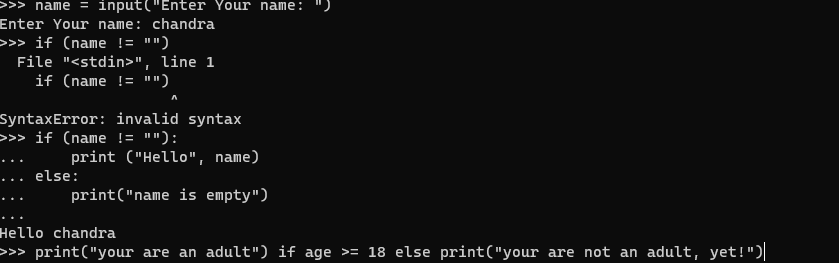 >>> name = input("Enter Your name: ")
Enter Your name: chandra
>>> if (name != "")
  File "<stdin>", line 1
    if (name != "")
                   ^
SyntaxError: invalid syntax
>>> if (name != ""):
...     print ("Hello", name)
... else:
...     print("name is empty")
...
Hello chandra
>>> print("your are an adult") if age >= 18 else print("your are not an adult, yet!")